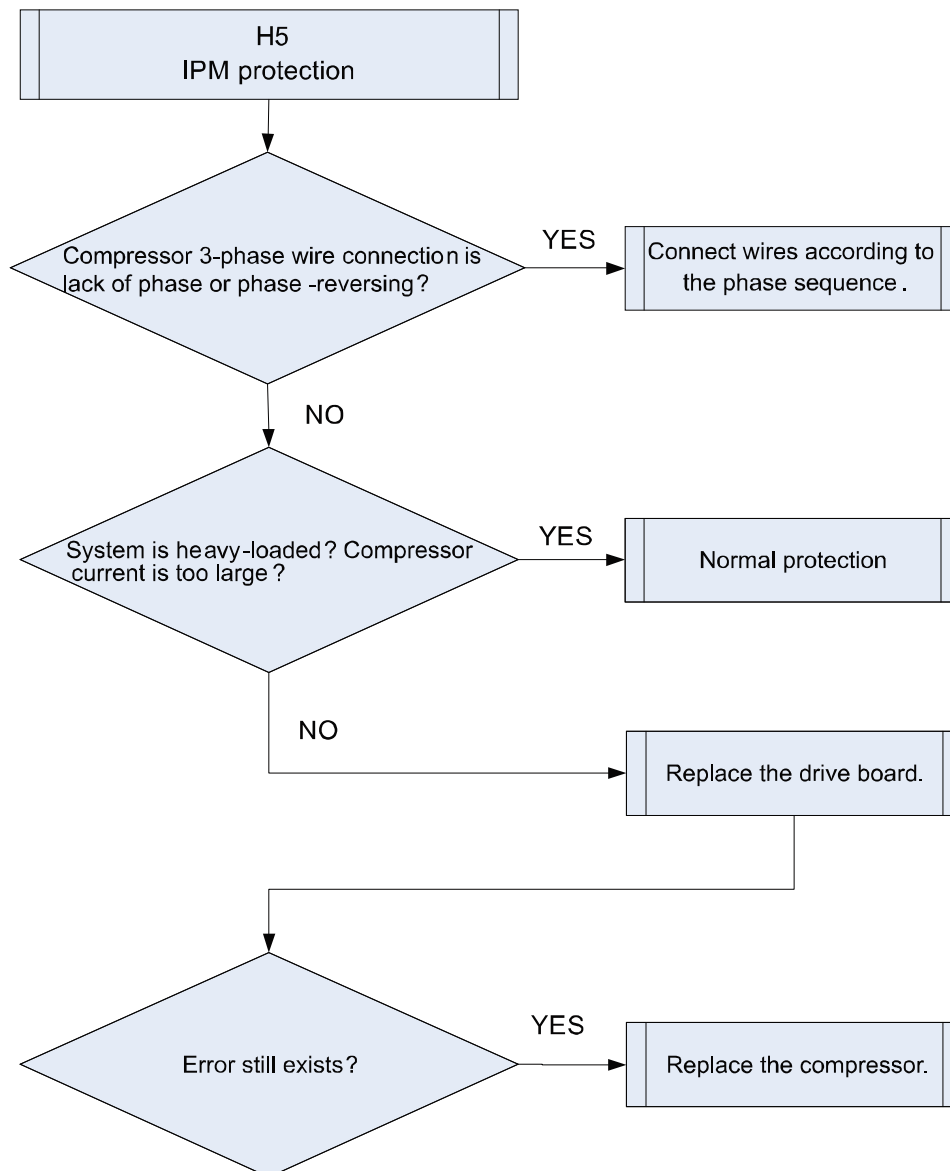 H5
IPM protection
Compressor 3-phase wire connection is
lack of phase or phase -reversing?
YES
Connect wires according to
the phase sequence.
NO
System is heavy-loaded? Compressor
current is too large?
YES
Normal protection
NO
Replace the drive board.
Error still exists?
YES
Replace the compressor.